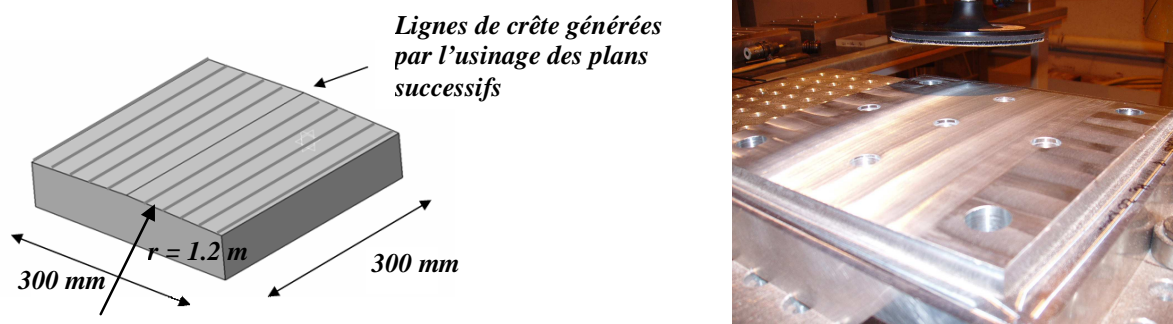 Lignes de crête générées
par l'usinage des plans
successifs
r = 1.2 m
300 mm
300 mm